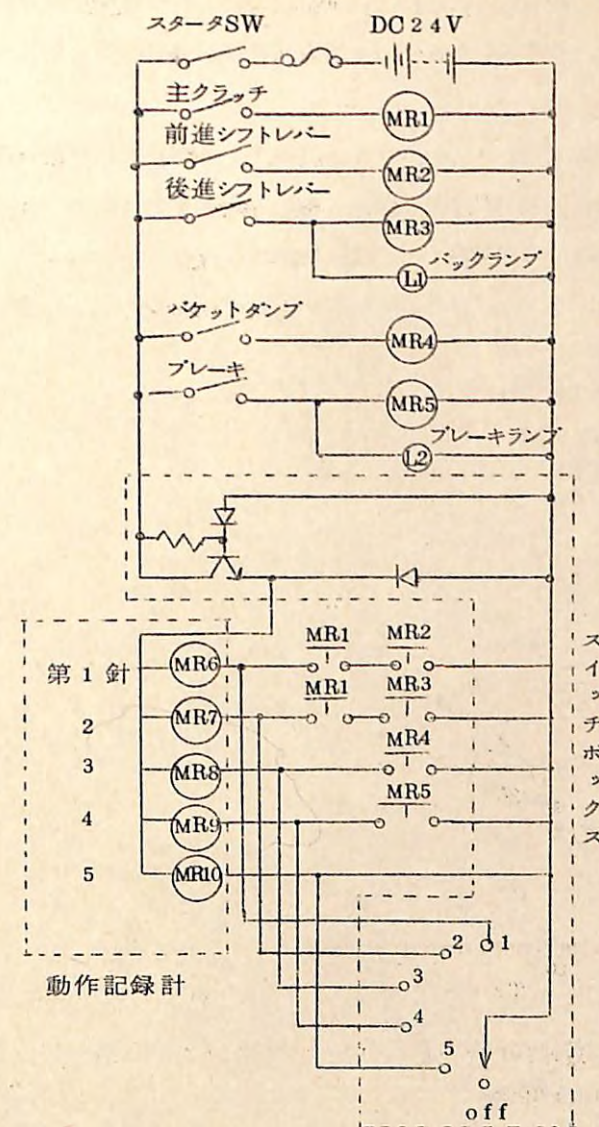 スタータSW DC24V
主クラッチ
MR1
前進シフトレバー
MR2
後進シフトレバー
MR3
バックランプ
L1
バケットダンプ
MR4
ブレーキ
MR5
ブレーキランプ
L2
MR1 MR2
第1針 MR6
MR1 MR3
2 MR7
MR4
3 MR8
MR5
4 MR9
5 MR10
スイッチボックス
動作記録計
2 1
3
4
5
off